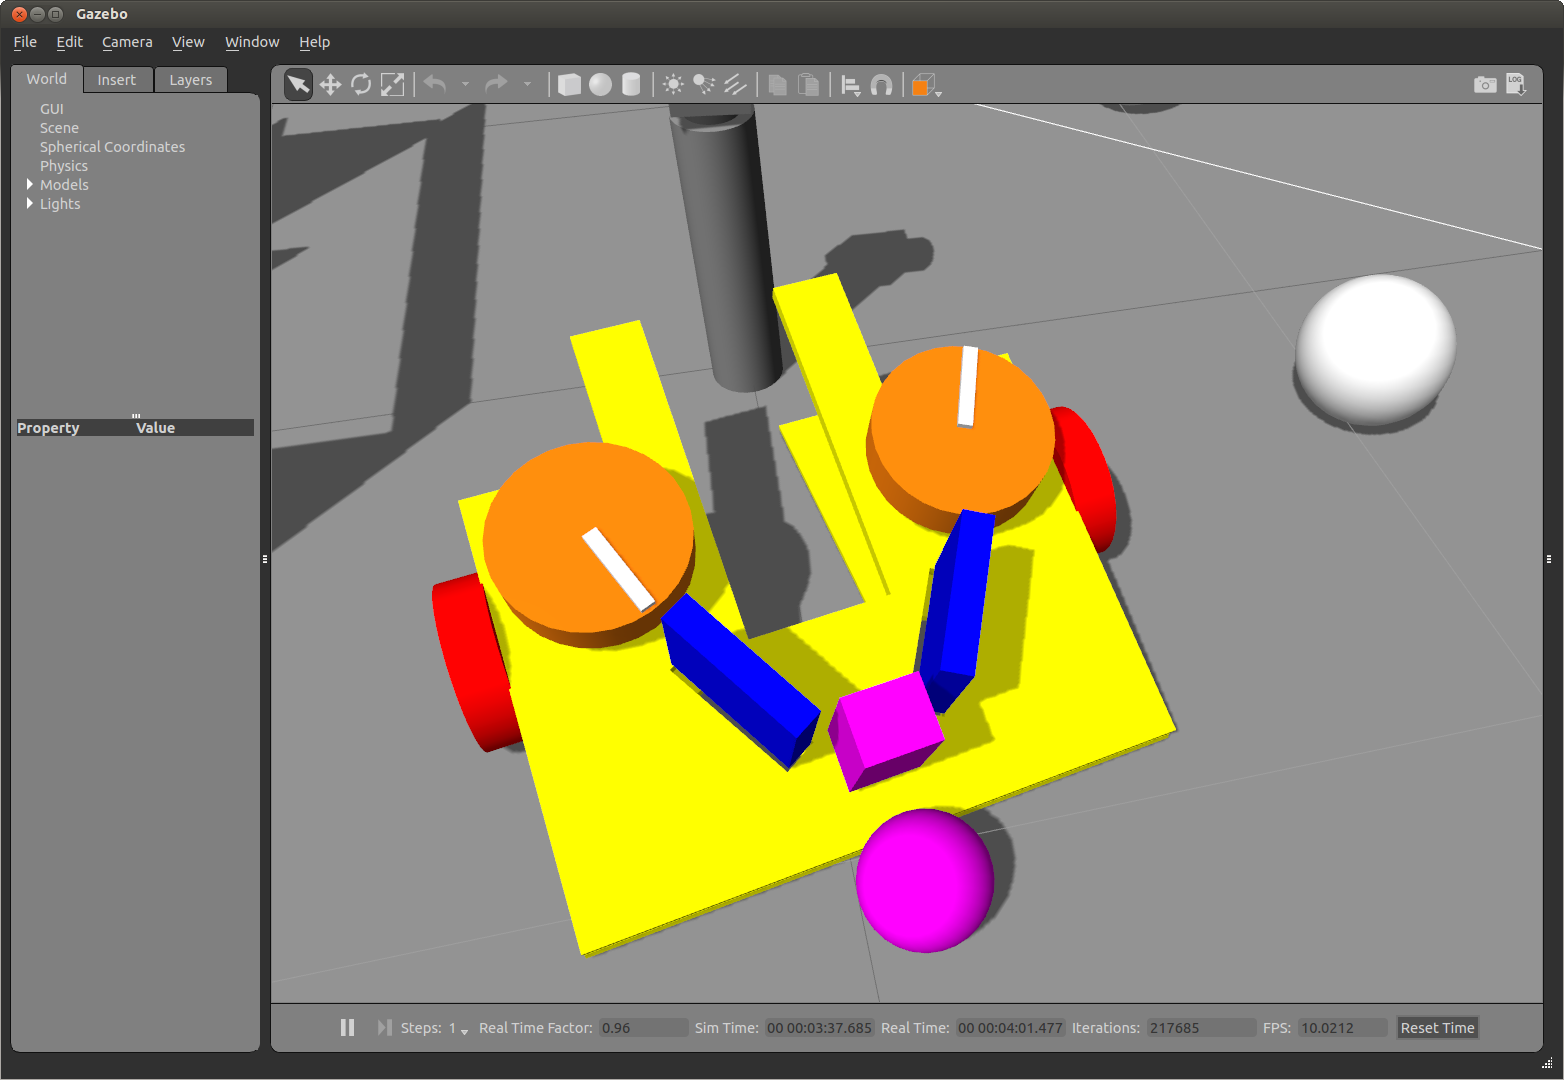 Gazebo
File Edit Camera View Window Help
World Insert Layers
LOG
GUI
Scene
Spherical Coordinates
Physics
Models
Lights
Property Value
Steps: 1 Real Time Factor: 0.96 Sim Time: 00 00:03:37.685 Real Time: 00 00:04:01.477 Iterations: 217685 FPS: 10.0212 Reset Time